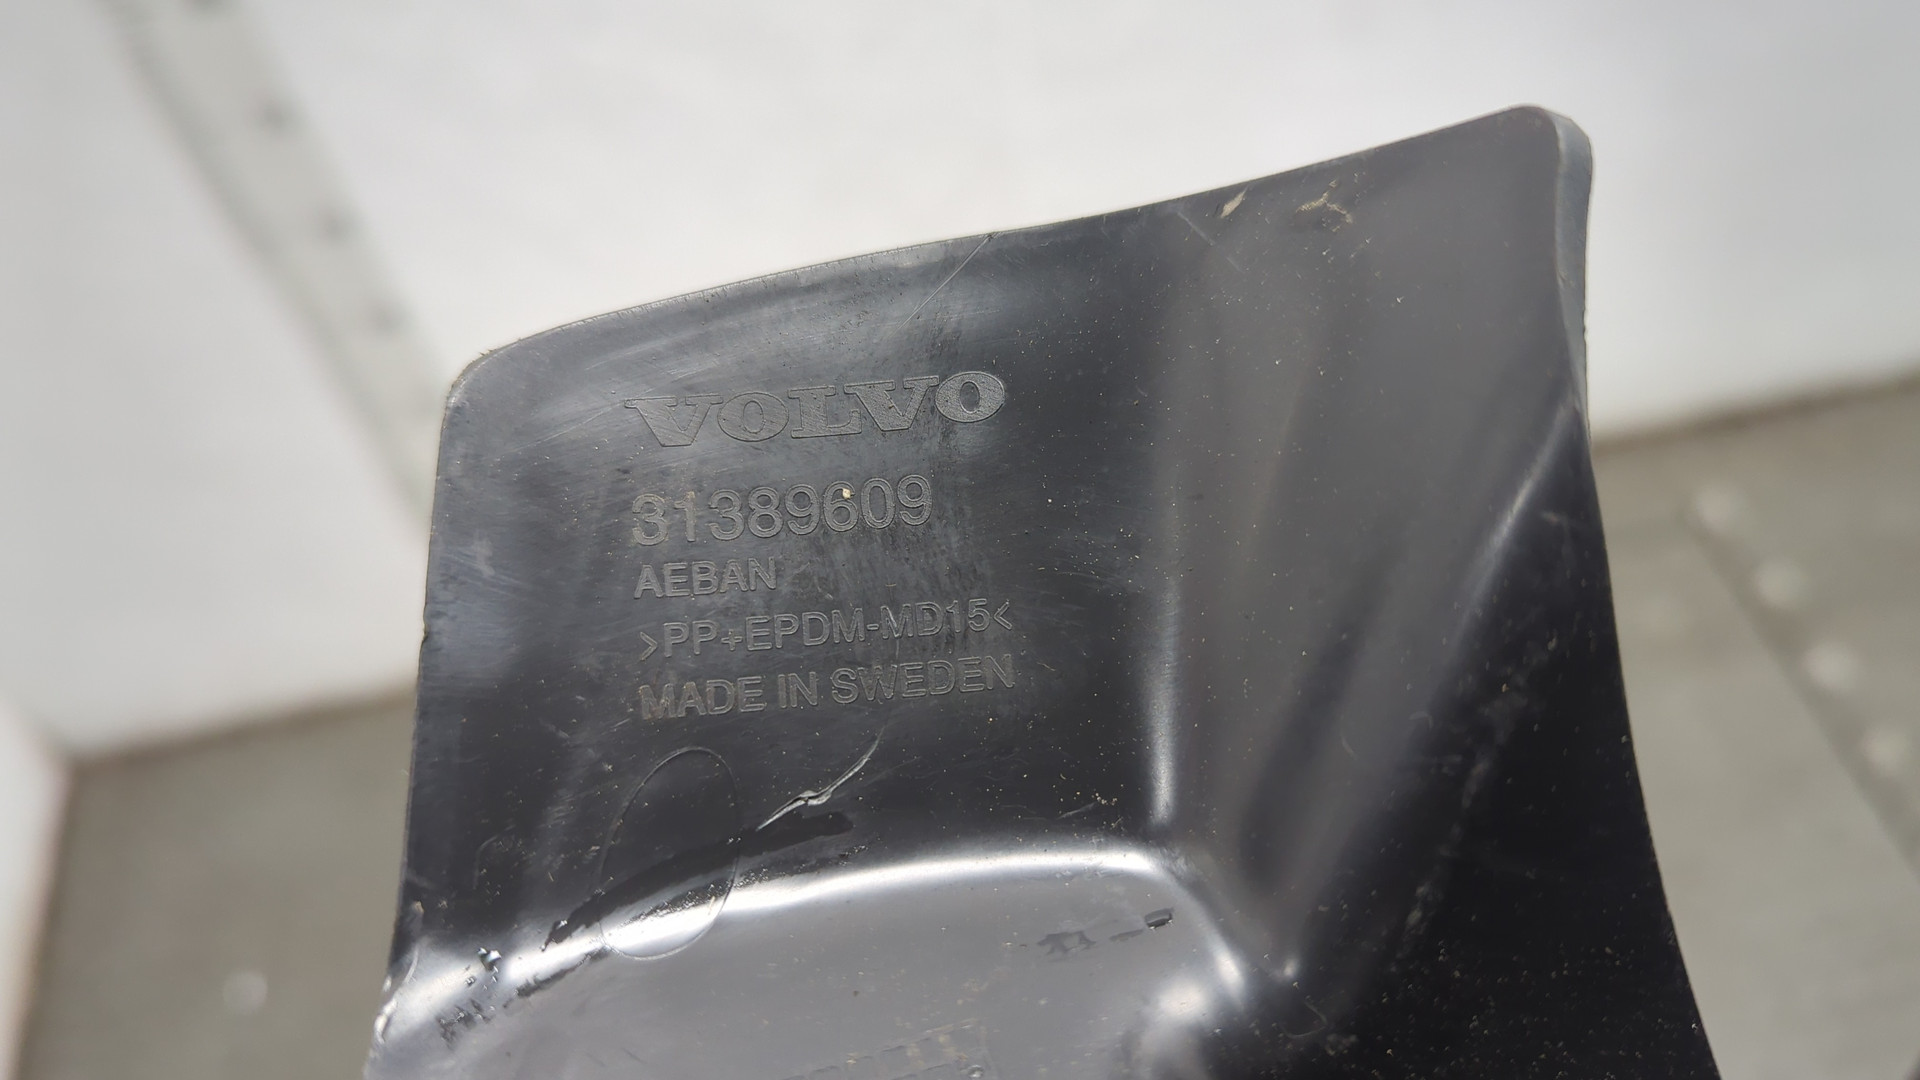 VOLVO
31389609
AEBAN
>PP+EPDM-MD15<
MADE IN SWEDEN